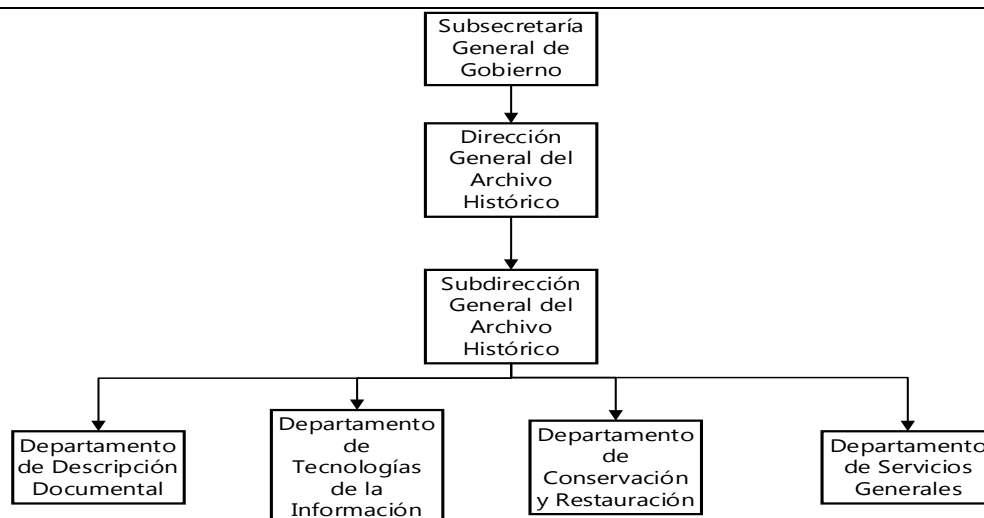 Subsecretaría
General de
Gobierno
Dirección
General del
Archivo
Histórico
Subdirección
General del
Archivo
Histórico
Departamento
de Descripción
Documental
Departamento
de
Tecnologías
de la
Información
Departamento
de
Conservación
y Restauración
Departamento
de Servicios
Generales